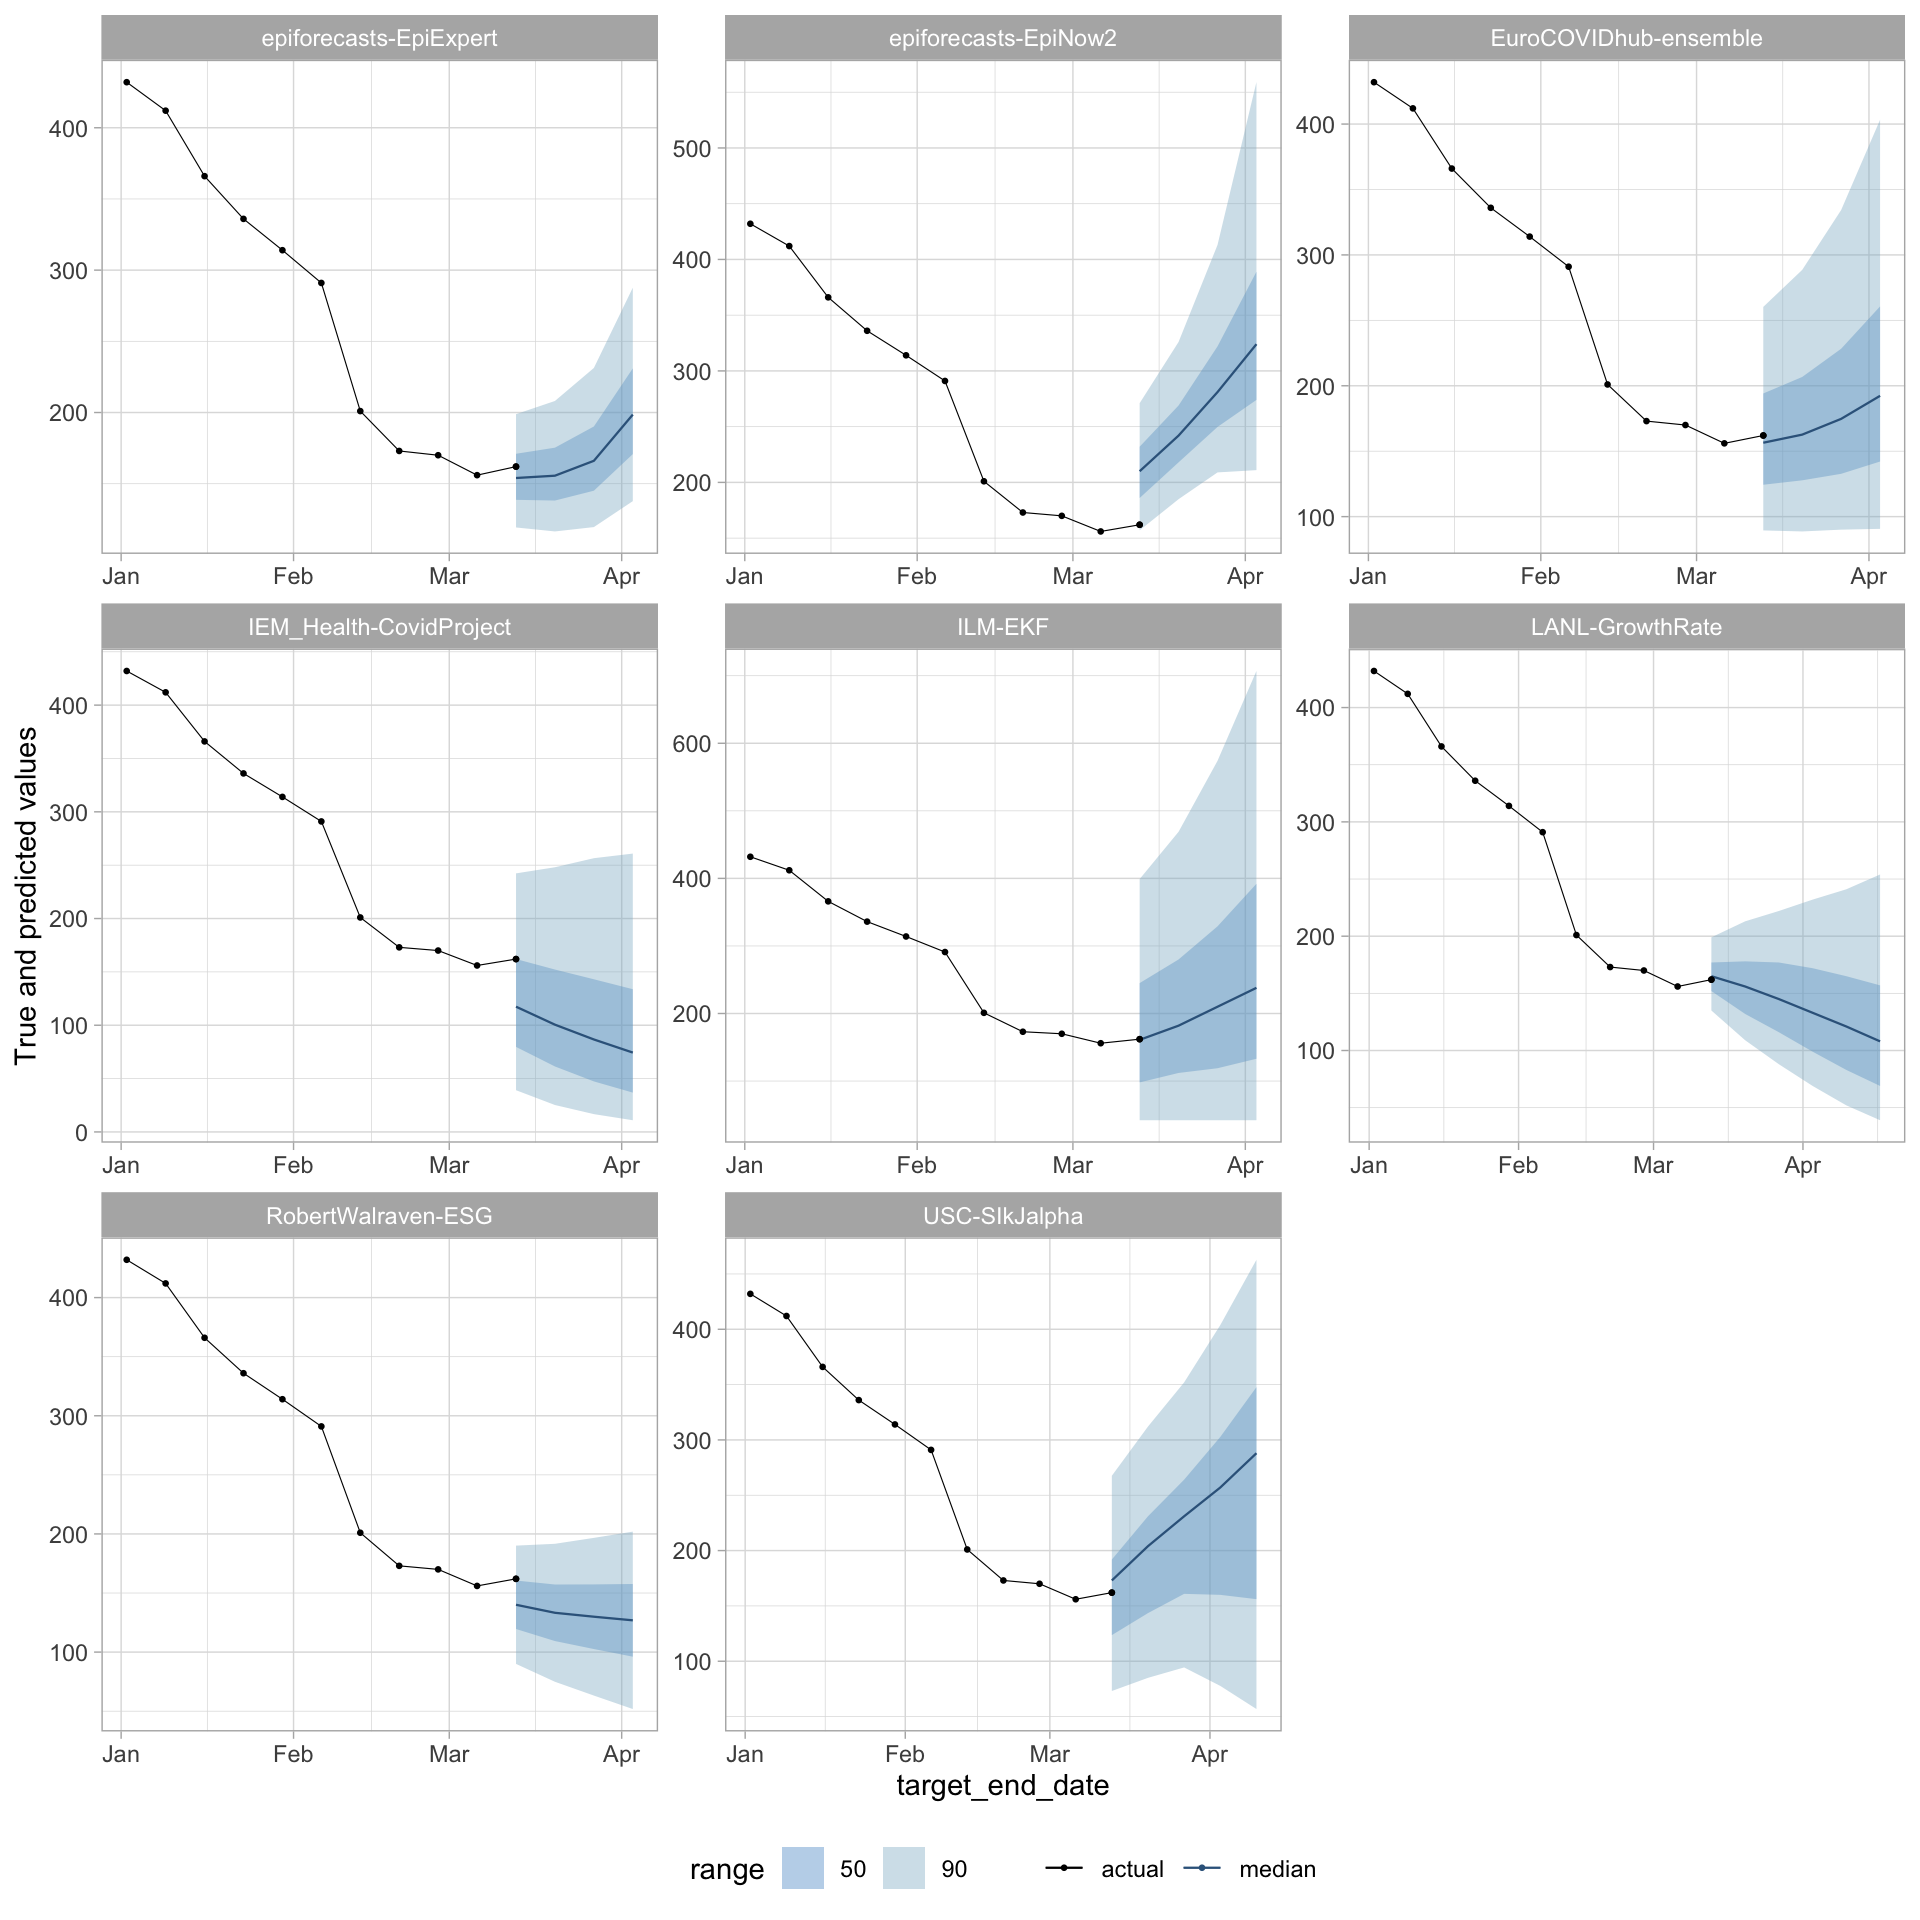 epiforecasts-EpiExpert
epiforecasts-EpiNow2
EuroCOVIDhub-ensemble
400
300
200
500
400
300
200
400
300
200
100
Jan Feb Mar Apr
Jan Feb Mar Apr
Jan Feb Mar Apr
IEM_Health-CovidProject
ILM-EKF
LANL-GrowthRate
True and predicted values
400
300
200
100
0
600
400
200
400
300
200
100
Jan Feb Mar Apr
Jan Feb Mar Apr
Jan Feb Mar Apr
RobertWalraven-ESG
USC-SIkJalpha
400
300
200
100
400
300
200
100
Jan Feb Mar Apr
Jan Feb Mar Apr
target_end_date
range 50 90 actual median